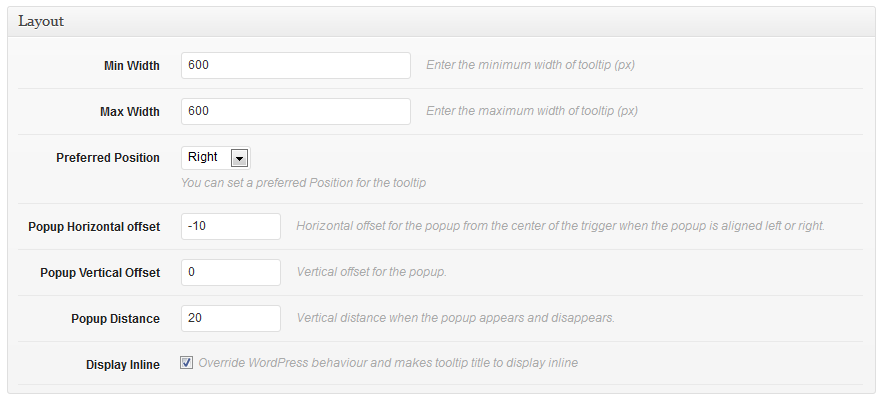 Layout
Min Width 600 Enter the minimum width of tooltip (px)
Max Width 600 Enter the maximum width of tooltip (px)
Preferred Position Right
You can set a preferred Position for the tooltip
Popup Horizontal offset -10 Horizontal offset for the popup from the center of the trigger when the popup is aligned left or right.
Popup Vertical Offset 0 Vertical offset for the popup.
Popup Distance 20 Vertical distance when the popup appears and disappears.
Display Inline Override WordPress behaviour and makes tooltip title to display inline